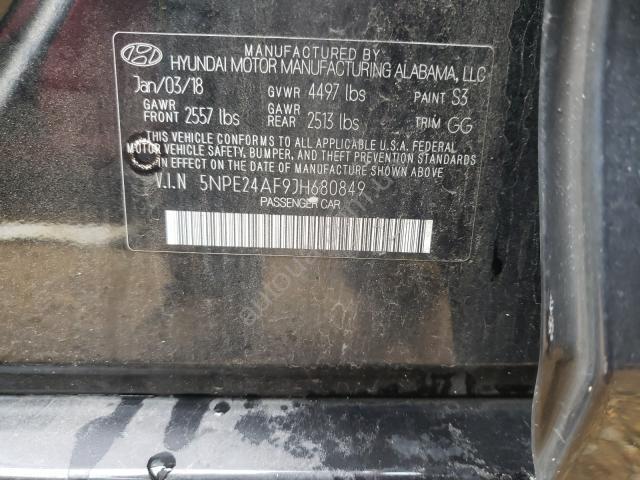 MANUFACTURED BY
HYUNDAI MOTOR MANUFACTURING ALABAMA, LLC
Jan/03/18 GVWR 4497 lbs PAINT S3
GAWR FRONT 2557 lbs GAWR REAR 2513 lbs TRIM GG
THIS VEHICLE CONFORMS TO ALL APPLICABLE U.S.A. FEDERAL
MOTOR VEHICLE SAFETY, BUMPER, AND THEFT PREVENTION STANDARDS
IN EFFECT ON THE DATE OF MANUFACTURE SHOWN ABOVE
V.I.N 5NPE24AF9JH680849
PASSENGER CAR